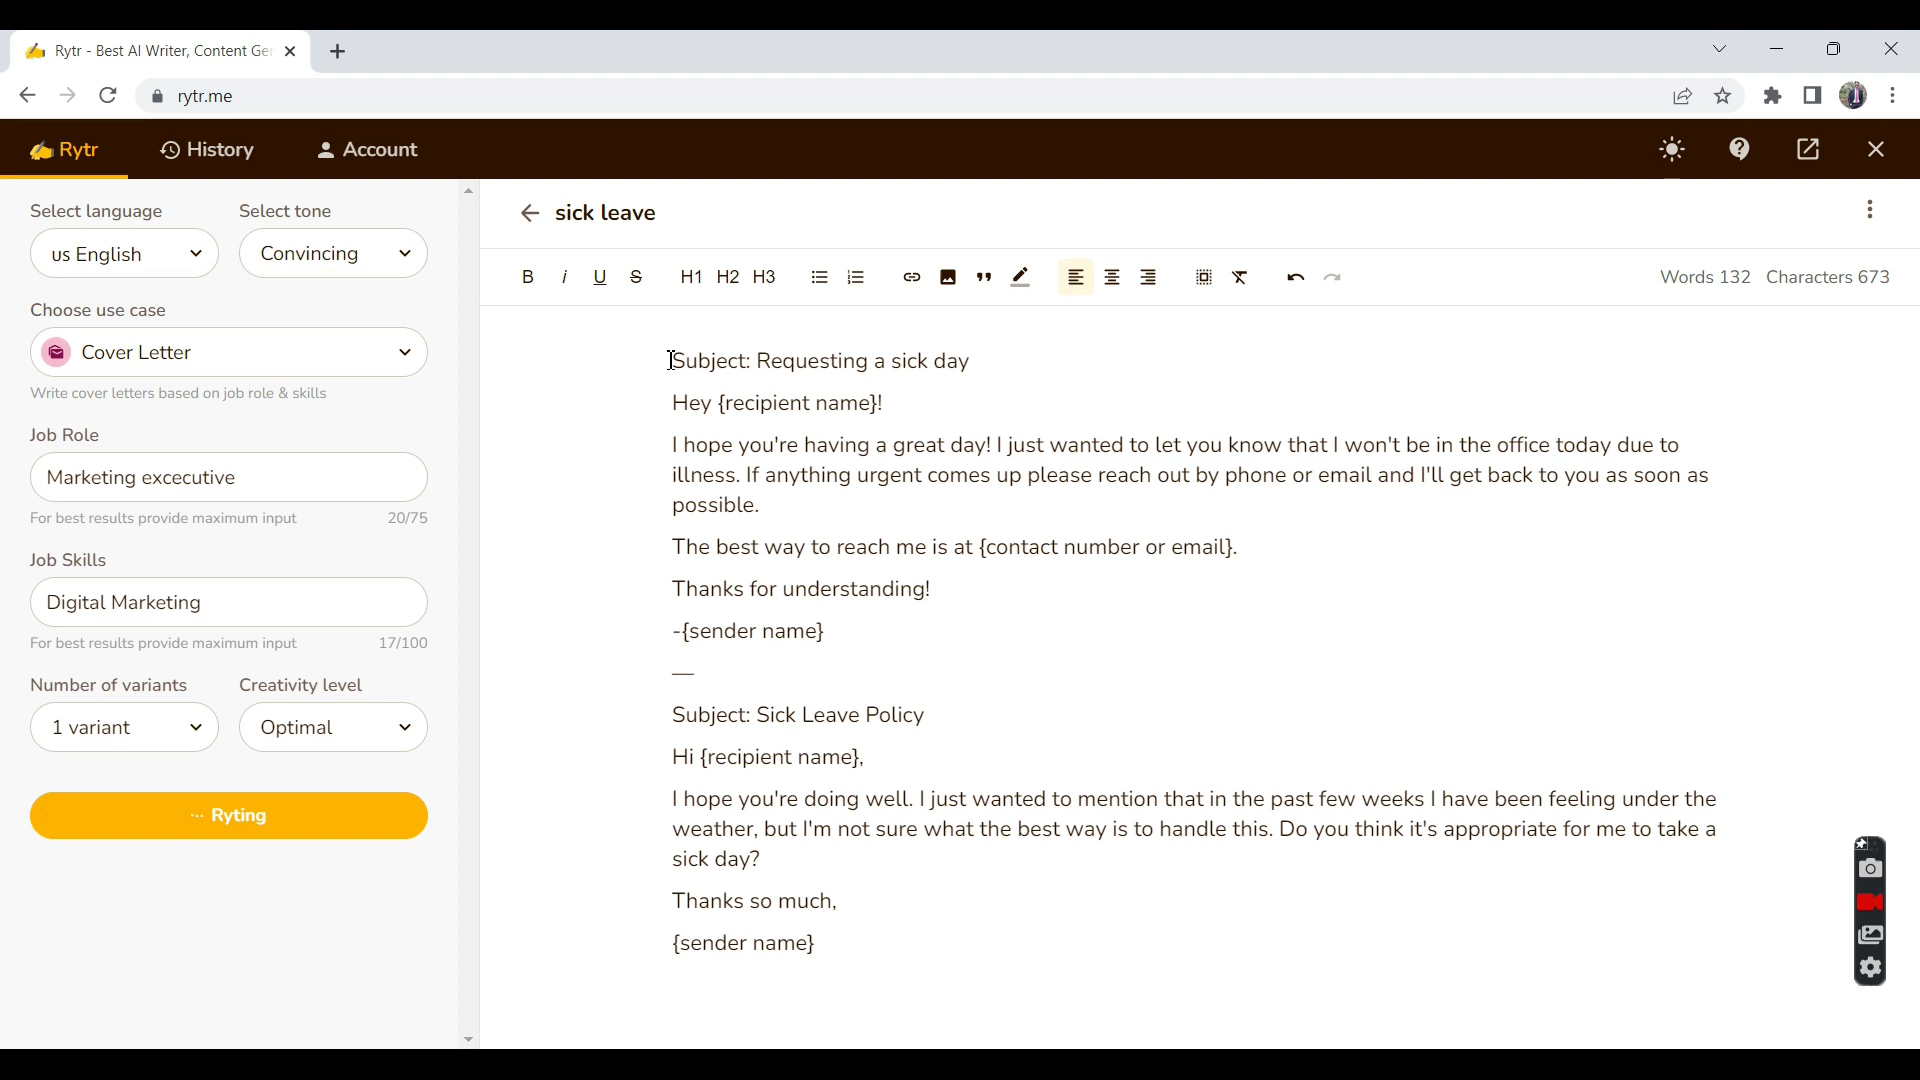 Rytr - Best AI Writer, Content Ge
rytr.me
Rytr
History
Account
Select language
Select tone
us English
Convincing
Choose use case
Cover Letter
Write cover letters based on job role & skills
Job Role
Marketing excecutive
For best results provide maximum input 20/75
Job Skills
Digital Marketing
For best results provide maximum input 17/100
Number of variants
Creativity level
1 variant
Optimal
··· Ryting
sick leave
B i U S H1 H2 H3
Words 132 Characters 673
Subject: Requesting a sick day
Hey {recipient name}!
I hope you're having a great day! I just wanted to let you know that I won't be in the office today due to
illness. If anything urgent comes up please reach out by phone or email and I'll get back to you as soon as
possible.
The best way to reach me is at {contact number or email}.
Thanks for understanding!
-{sender name}
—
Subject: Sick Leave Policy
Hi {recipient name},
I hope you're doing well. I just wanted to mention that in the past few weeks I have been feeling under the
weather, but I'm not sure what the best way is to handle this. Do you think it's appropriate for me to take a
sick day?
Thanks so much,
{sender name}